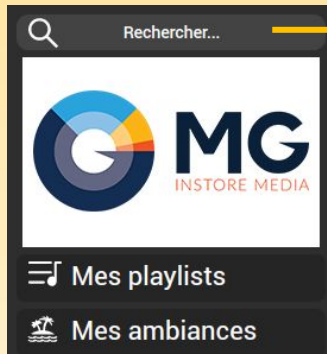 Rechercher...
MG
INSTORE MEDIA
Mes playlists
Mes ambiances